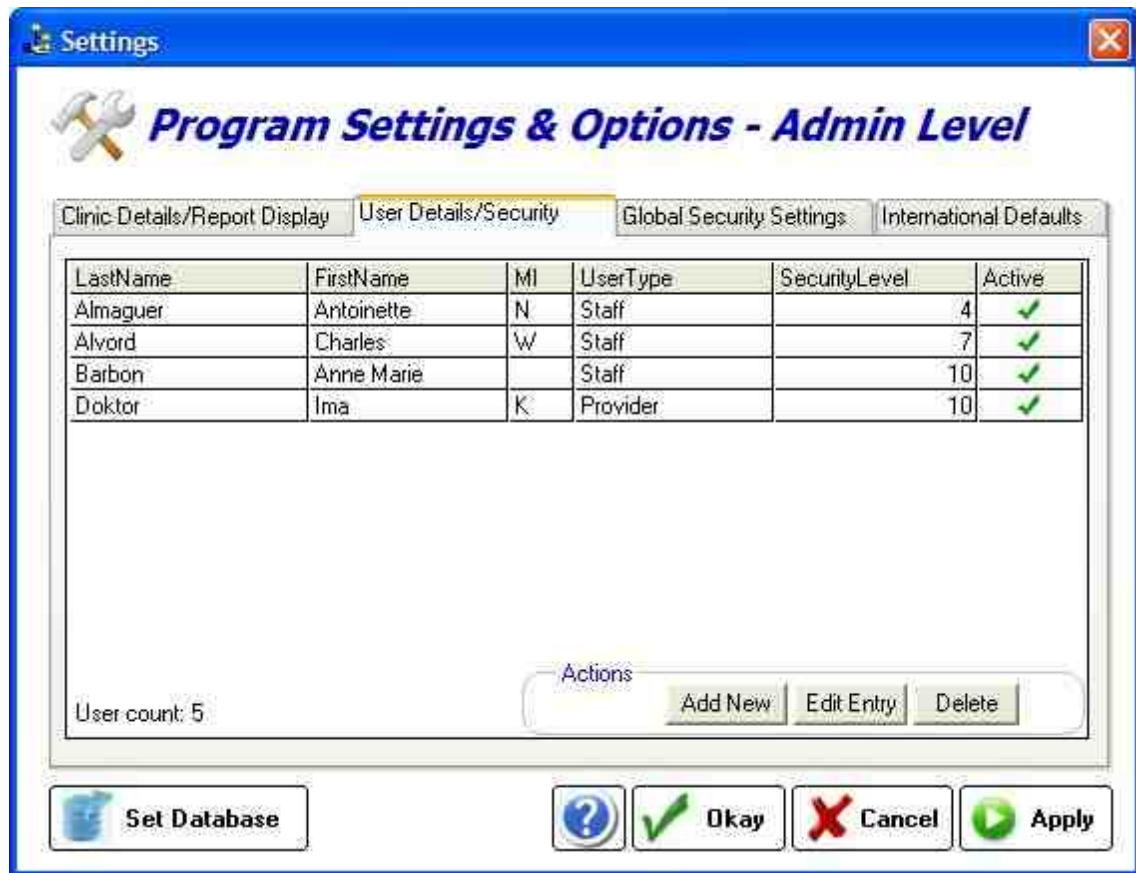 Settings
Program Settings & Options - Admin Level
Clinic Details/Report Display User Details/Security Global Security Settings International Defaults
LastName FirstName MI UserType SecurityLevel Active
Almaguer Antoinette N Staff 4
Alvord Charles W Staff 7
Barbon Anne Marie Staff 10
Doktor Ima K Provider 10
Actions
User count: 5 Add New Edit Entry Delete
Set Database ? Okay Cancel Apply